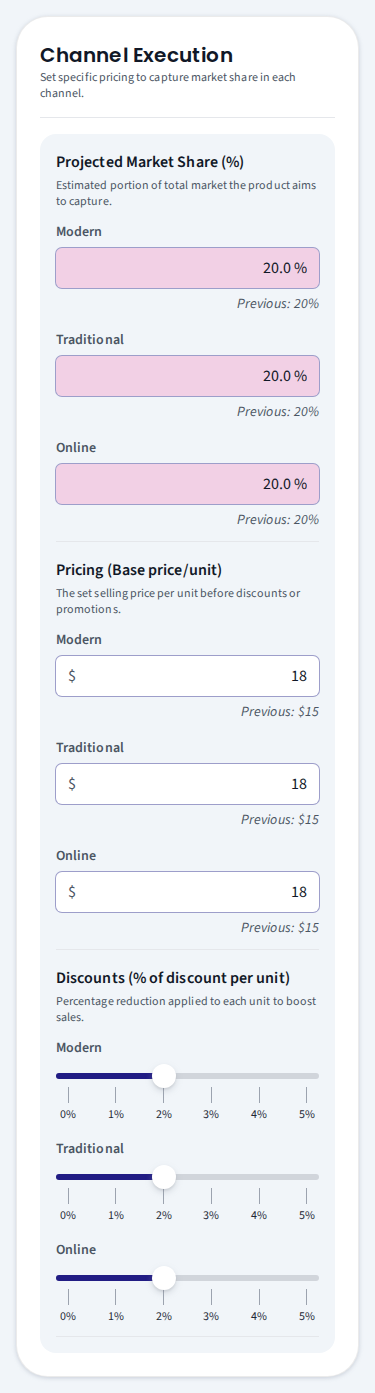 Channel Execution
Set specific pricing to capture market share in each
channel.
Projected Market Share (%)
Estimated portion of total market the product aims
to capture.
Modern
20.0 %
Previous: 20%
Traditional
20.0 %
Previous: 20%
Online
20.0 %
Previous: 20%
Pricing (Base price/unit)
The set selling price per unit before discounts or
promotions.
Modern
$ 18
Previous: $15
Traditional
$ 18
Previous: $15
Online
$ 18
Previous: $15
Discounts (% of discount per unit)
Percentage reduction applied to each unit to boost
sales.
Modern
0% 1% 2% 3% 4% 5%
Traditional
0% 1% 2% 3% 4% 5%
Online
0% 1% 2% 3% 4% 5%